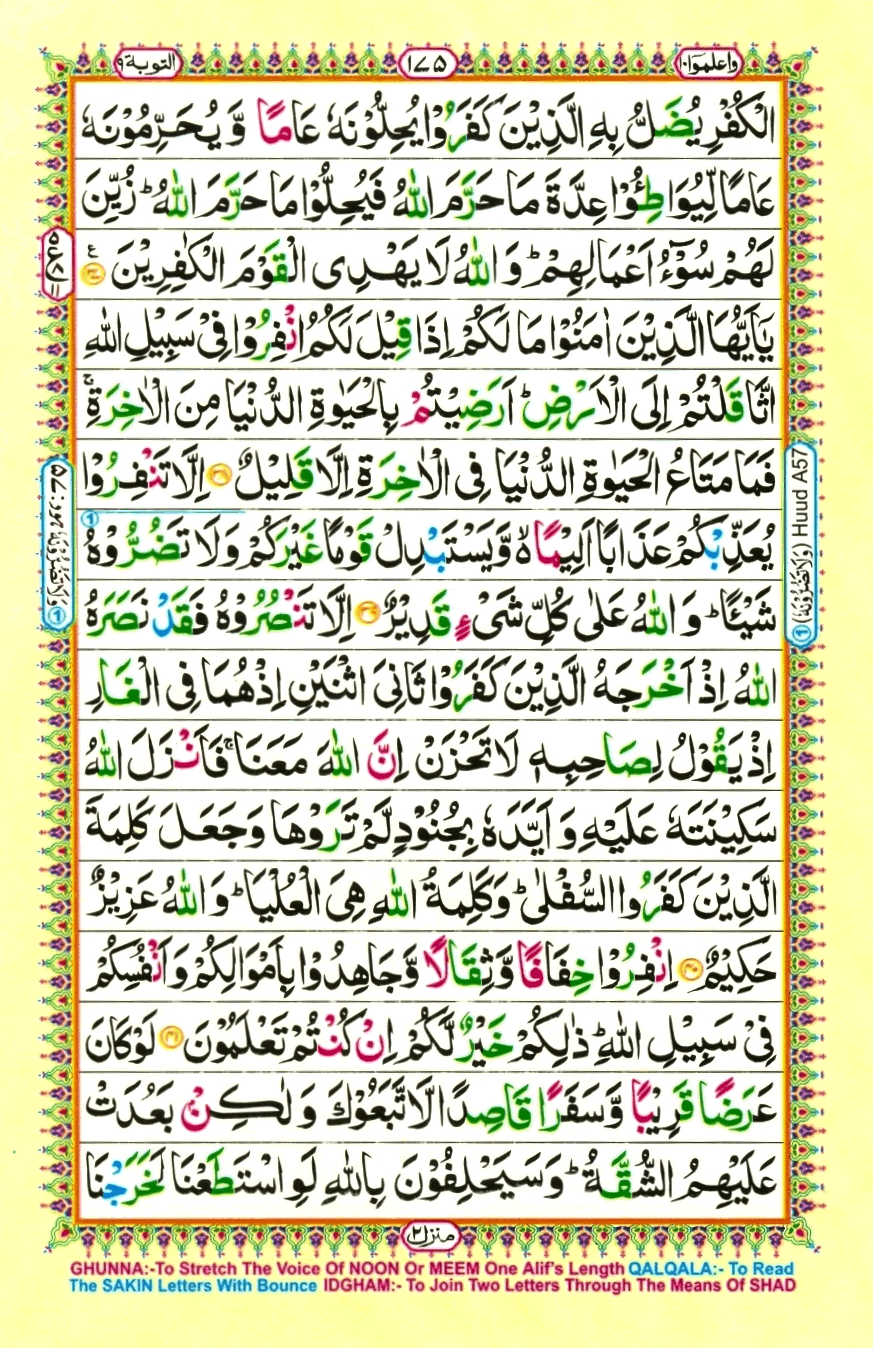 واعلموا١٠ ١٧٥ التوبة ٩
الْكُفْرِ يُضَلُّ بِهِ الَّذِيْنَ كَفَرُوْا يُحِلُّوْنَهٗ عَامًا وَّ يُحَرِّمُوْنَهٗ
عَامًا لِّيُوَاطِـُٔوْا عِدَّةَ مَا حَرَّمَ اللّٰهُ فَيُحِلُّوْا مَا حَرَّمَ اللّٰهُ ؕ زُيِّنَ
لَهُمْ سُوْٓءُ اَعْمَالِهِمْ ؕ وَ اللّٰهُ لَا يَهْدِى الْقَوْمَ الْكٰفِرِيْنَ ۟
يٰۤاَيُّهَا الَّذِيْنَ اٰمَنُوْا مَا لَكُمْ اِذَا قِيْلَ لَكُمُ انْفِرُوْا فِىْ سَبِيْلِ اللّٰهِ
اثَّاقَلْتُمْ اِلَى الْاَرْضِ ؕ اَرَضِيْتُمْ بِالْحَيٰوةِ الدُّنْيَا مِنَ الْاٰخِرَةِ ۚ
فَمَا مَتَاعُ الْحَيٰوةِ الدُّنْيَا فِى الْاٰخِرَةِ اِلَّا قَلِيْلٌ ۟ اِلَّا تَنْفِرُوْا
يُعَذِّبْكُمْ عَذَابًا اَلِيْمًا ۙ۬ وَّيَسْتَبْدِلْ قَوْمًا غَيْرَكُمْ وَلَا تَضُرُّوْهُ
شَيْـًٔا ؕ وَ اللّٰهُ عَلٰى كُلِّ شَىْءٍ قَدِيْرٌ ۟ اِلَّا تَنْصُرُوْهُ فَقَدْ نَصَرَهُ
اللّٰهُ اِذْ اَخْرَجَهُ الَّذِيْنَ كَفَرُوْا ثَانِىَ اثْنَيْنِ اِذْ هُمَا فِى الْغَارِ
اِذْ يَقُوْلُ لِصَاحِبِهٖ لَا تَحْزَنْ اِنَّ اللّٰهَ مَعَنَا ۚ فَاَنْزَلَ اللّٰهُ
سَكِيْنَتَهٗ عَلَيْهِ وَ اَيَّدَهٗ بِجُنُوْدٍ لَّمْ تَرَوْهَا وَجَعَلَ كَلِمَةَ
الَّذِيْنَ كَفَرُوا السُّفْلٰى ؕ وَكَلِمَةُ اللّٰهِ هِىَ الْعُلْيَا ؕ وَ اللّٰهُ عَزِيْزٌ
حَكِيْمٌ ۟ اِنْفِرُوْا خِفَافًا وَّثِقَالًا وَّجَاهِدُوْا بِاَمْوَالِكُمْ وَاَنْفُسِكُمْ
فِىْ سَبِيْلِ اللّٰهِ ؕ ذٰلِكُمْ خَيْرٌ لَّكُمْ اِنْ كُنْتُمْ تَعْلَمُوْنَ ۟ لَوْ كَانَ
عَرَضًا قَرِيْبًا وَّسَفَرًا قَاصِدًا لَّاتَّبَعُوْكَ وَ لٰكِنْۢ بَعُدَتْ
عَلَيْهِمُ الشُّقَّةُ ؕ وَسَيَحْلِفُوْنَ بِاللّٰهِ لَوِ اسْتَطَعْنَا لَخَرَجْنَا
① (وَلَا تَضُرُّوْنَهٗ) Huud A57
منزل ٢
GHUNNA:-To Stretch The Voice Of NOON Or MEEM One Alif's Length QALQALA:- To Read
The SAKIN Letters With Bounce IDGHAM:- To Join Two Letters Through The Means Of SHAD